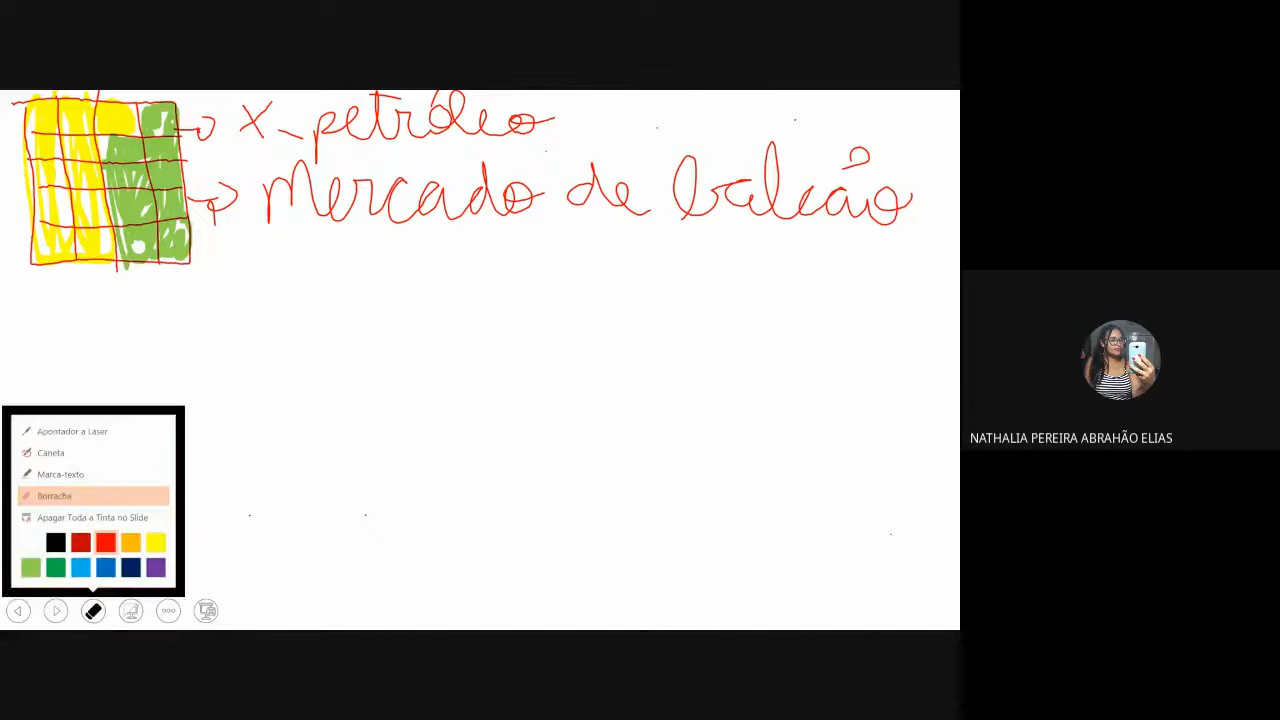 X_petróleo
Mercado de balcão
Apontador a Laser
Caneta
Marca-texto
Borracha
Apagar Toda a Tinta no Slide
NATHALIA PEREIRA ABRAHÃO ELIAS